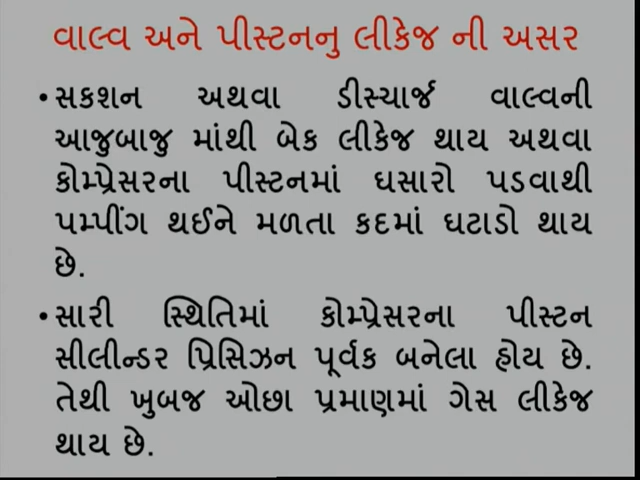 વાલ્વ અને પીસ્ટનનુ લીકેજ ની અસર
• સકશન અથવા ડીસ્ચાર્જ વાલ્વની
આજુબાજુ માંથી બેક લીકેજ થાય અથવા
કોમ્પ્રેસરના પીસ્ટનમાં ઘસારો પડવાથી
પમ્પીંગ થઈને મળતા કદમાં ઘટાડો થાય
છે.
• સારી સ્થિતિમાં કોમ્પ્રેસરના પીસ્ટન
સીલીન્ડર પ્રિસિઝન પૂર્વક બનેલા હોય છે.
તેથી ખુબજ ઓછા પ્રમાણમાં ગેસ લીકેજ
થાય છે.